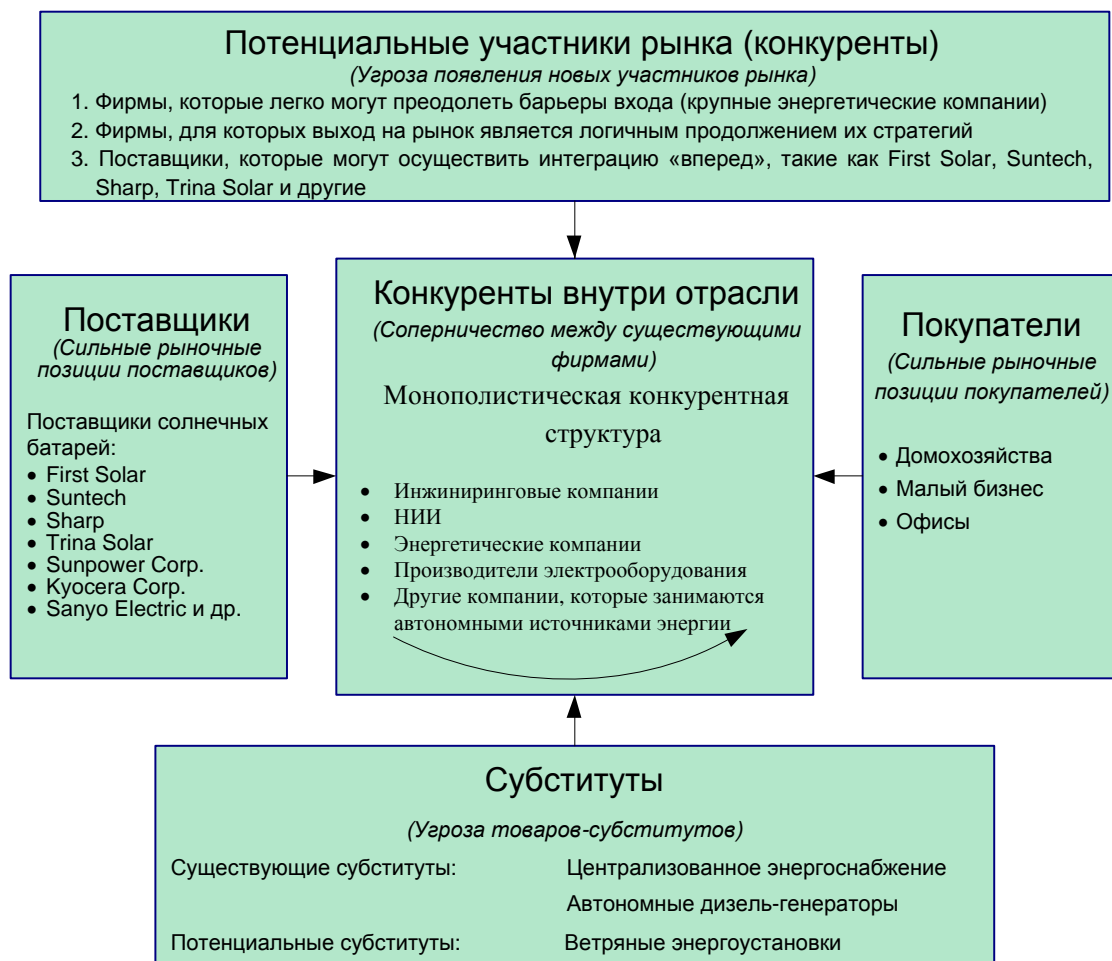 Потенциальные участники рынка (конкуренты)
(Угроза появления новых участников рынка)
1. Фирмы, которые легко могут преодолеть барьеры входа (крупные энергетические компании)
2. Фирмы, для которых выход на рынок является логичным продолжением их стратегий
3. Поставщики, которые могут осуществить интеграцию «вперед», такие как First Solar, Suntech,
Sharp, Trina Solar и другие
Поставщики
(Сильные рыночные
позиции поставщиков)
Поставщики солнечных
батарей:
• First Solar
• Suntech
• Sharp
• Trina Solar
• Sunpower Corp.
• Kyocera Corp.
• Sanyo Electric и др.
Конкуренты внутри отрасли
(Соперничество между существующими
фирмами)
Монополистическая конкурентная
структура
• Инжиниринговые компании
• НИИ
• Энергетические компании
• Производители электрооборудования
• Другие компании, которые занимаются
автономными источниками энергии
Покупатели
(Сильные рыночные
позиции покупателей)
• Домохозяйства
• Малый бизнес
• Офисы
Субституты
(Угроза товаров-субститутов)
Существующие субституты: Централизованное энергоснабжение
Автономные дизель-генераторы
Потенциальные субституты: Ветряные энергоустановки